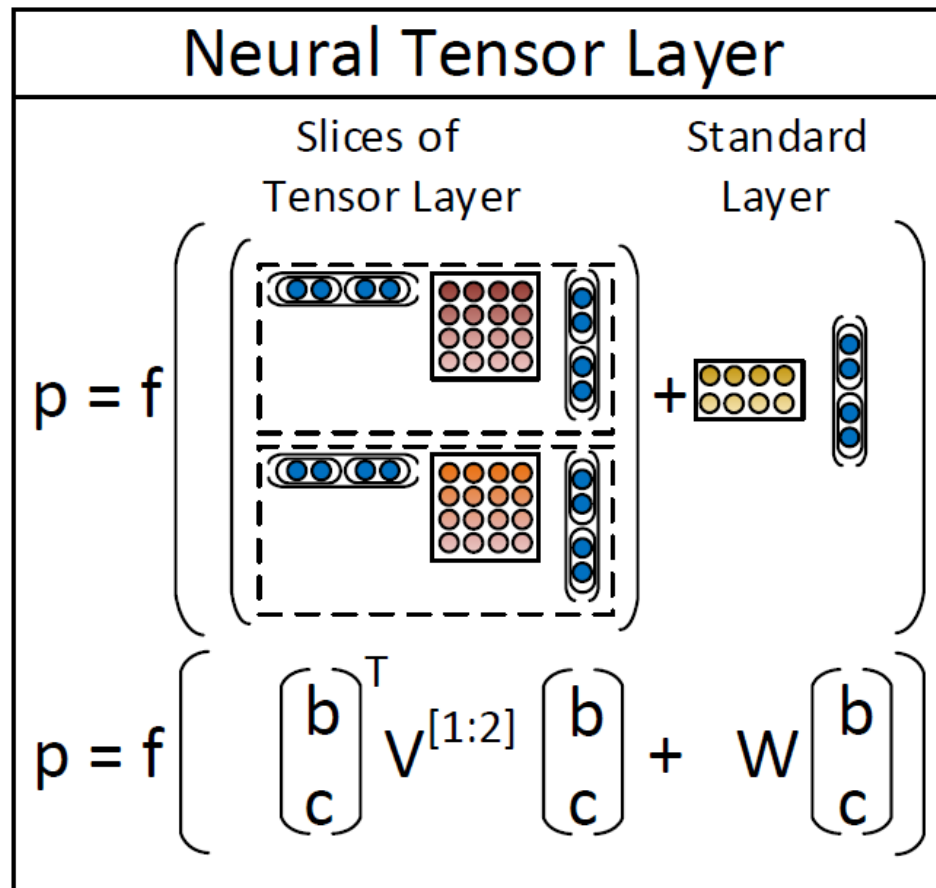 Neural Tensor Layer
Slices of Tensor Layer
Standard Layer
p = f +
p = f ( [b c]^T V^[1:2] [b c] + W [b c] )